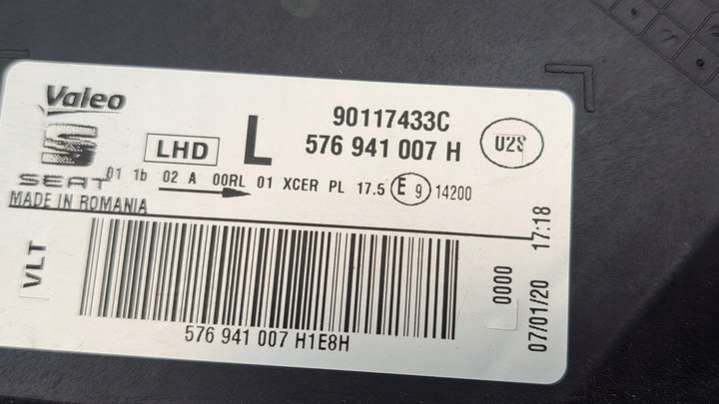 Valeo
SEAT
LHD
L
90117433C
576 941 007 H
U2S
01 1b 02 A 00RL 01 XCER PL 17.5 E 9 14200
MADE IN ROMANIA
VLT
576 941 007 H1E8H
0000
07/01/20 17:18